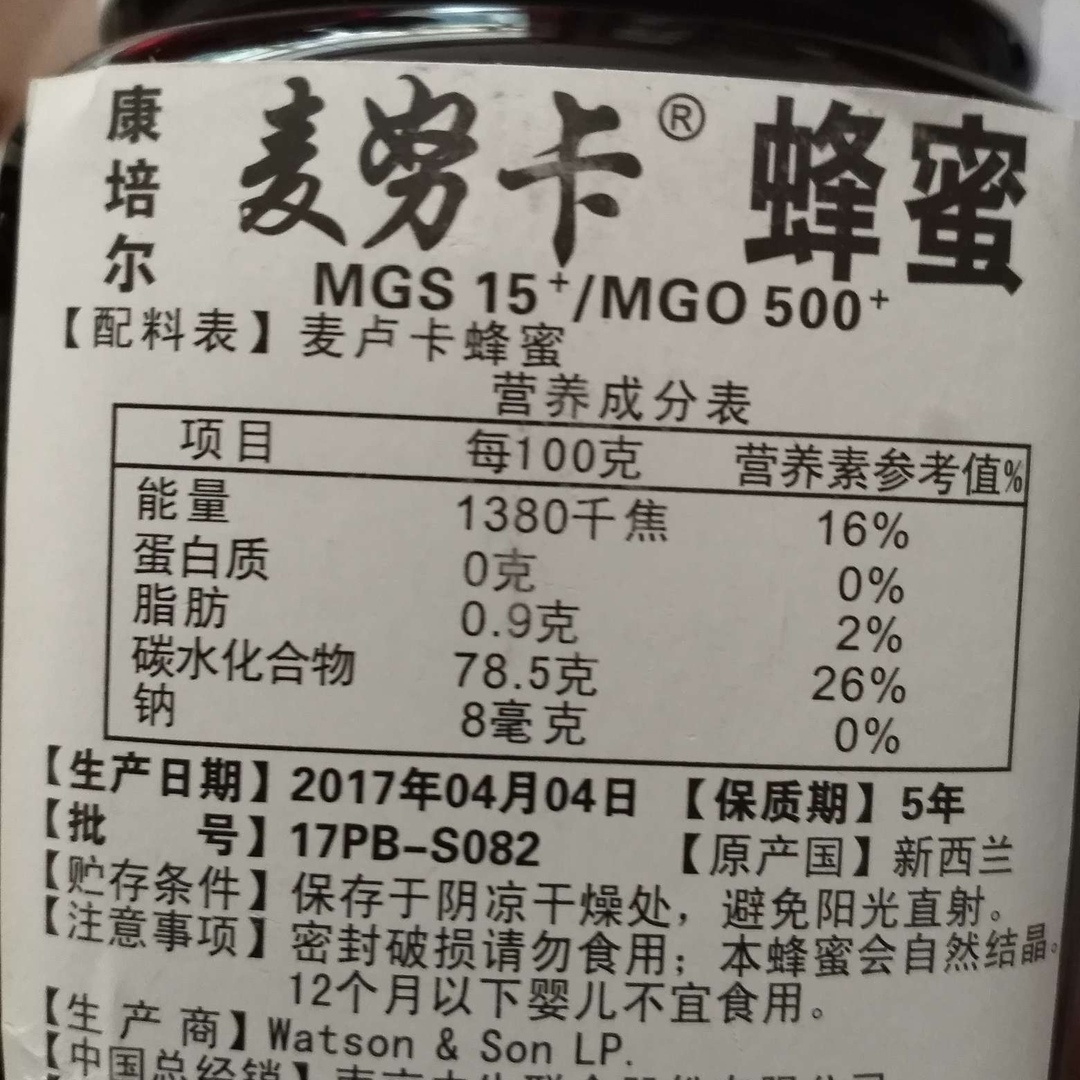 康培尔
麦努卡® 蜂蜜
MGS 15⁺/MGO 500⁺
【配料表】麦卢卡蜂蜜
营养成分表
项目 每100克 营养素参考值%
能量 1380千焦 16%
蛋白质 0克 0%
脂肪 0.9克 2%
碳水化合物 78.5克 26%
钠 8毫克 0%
【生产日期】2017年04月04日 【保质期】5年
【批 号】17PB-S082 【原产国】新西兰
【贮存条件】保存于阴凉干燥处，避免阳光直射。
【注意事项】密封破损请勿食用；本蜂蜜会自然结晶。
12个月以下婴儿不宜食用。
【生产商】Watson & Son LP.
【中国总经销】